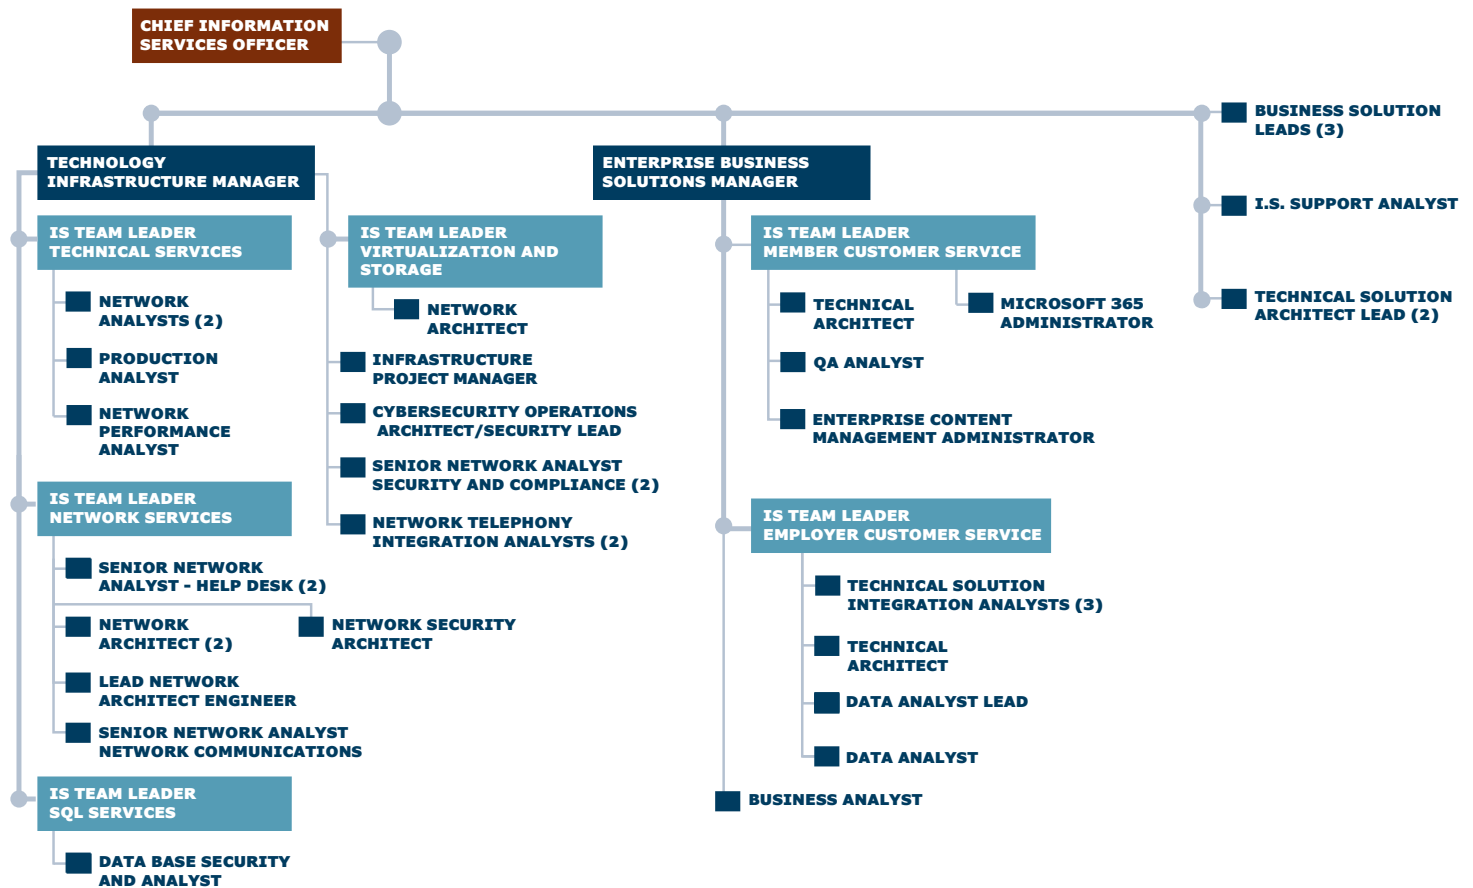 CHIEF INFORMATION
SERVICES OFFICER
TECHNOLOGY
INFRASTRUCTURE MANAGER
IS TEAM LEADER
TECHNICAL SERVICES
NETWORK
ANALYSTS (2)
PRODUCTION
ANALYST
NETWORK
PERFORMANCE
ANALYST
IS TEAM LEADER
NETWORK SERVICES
SENIOR NETWORK
ANALYST - HELP DESK (2)
NETWORK
ARCHITECT (2)
NETWORK SECURITY
ARCHITECT
LEAD NETWORK
ARCHITECT ENGINEER
SENIOR NETWORK ANALYST
NETWORK COMMUNICATIONS
IS TEAM LEADER
SQL SERVICES
DATA BASE SECURITY
AND ANALYST
IS TEAM LEADER
VIRTUALIZATION AND
STORAGE
NETWORK
ARCHITECT
INFRASTRUCTURE
PROJECT MANAGER
CYBERSECURITY OPERATIONS
ARCHITECT/SECURITY LEAD
SENIOR NETWORK ANALYST
SECURITY AND COMPLIANCE (2)
NETWORK TELEPHONY
INTEGRATION ANALYSTS (2)
ENTERPRISE BUSINESS
SOLUTIONS MANAGER
IS TEAM LEADER
MEMBER CUSTOMER SERVICE
TECHNICAL
ARCHITECT
MICROSOFT 365
ADMINISTRATOR
QA ANALYST
ENTERPRISE CONTENT
MANAGEMENT ADMINISTRATOR
IS TEAM LEADER
EMPLOYER CUSTOMER SERVICE
TECHNICAL SOLUTION
INTEGRATION ANALYSTS (3)
TECHNICAL
ARCHITECT
DATA ANALYST LEAD
DATA ANALYST
BUSINESS ANALYST
BUSINESS SOLUTION
LEADS (3)
I.S. SUPPORT ANALYST
TECHNICAL SOLUTION
ARCHITECT LEAD (2)